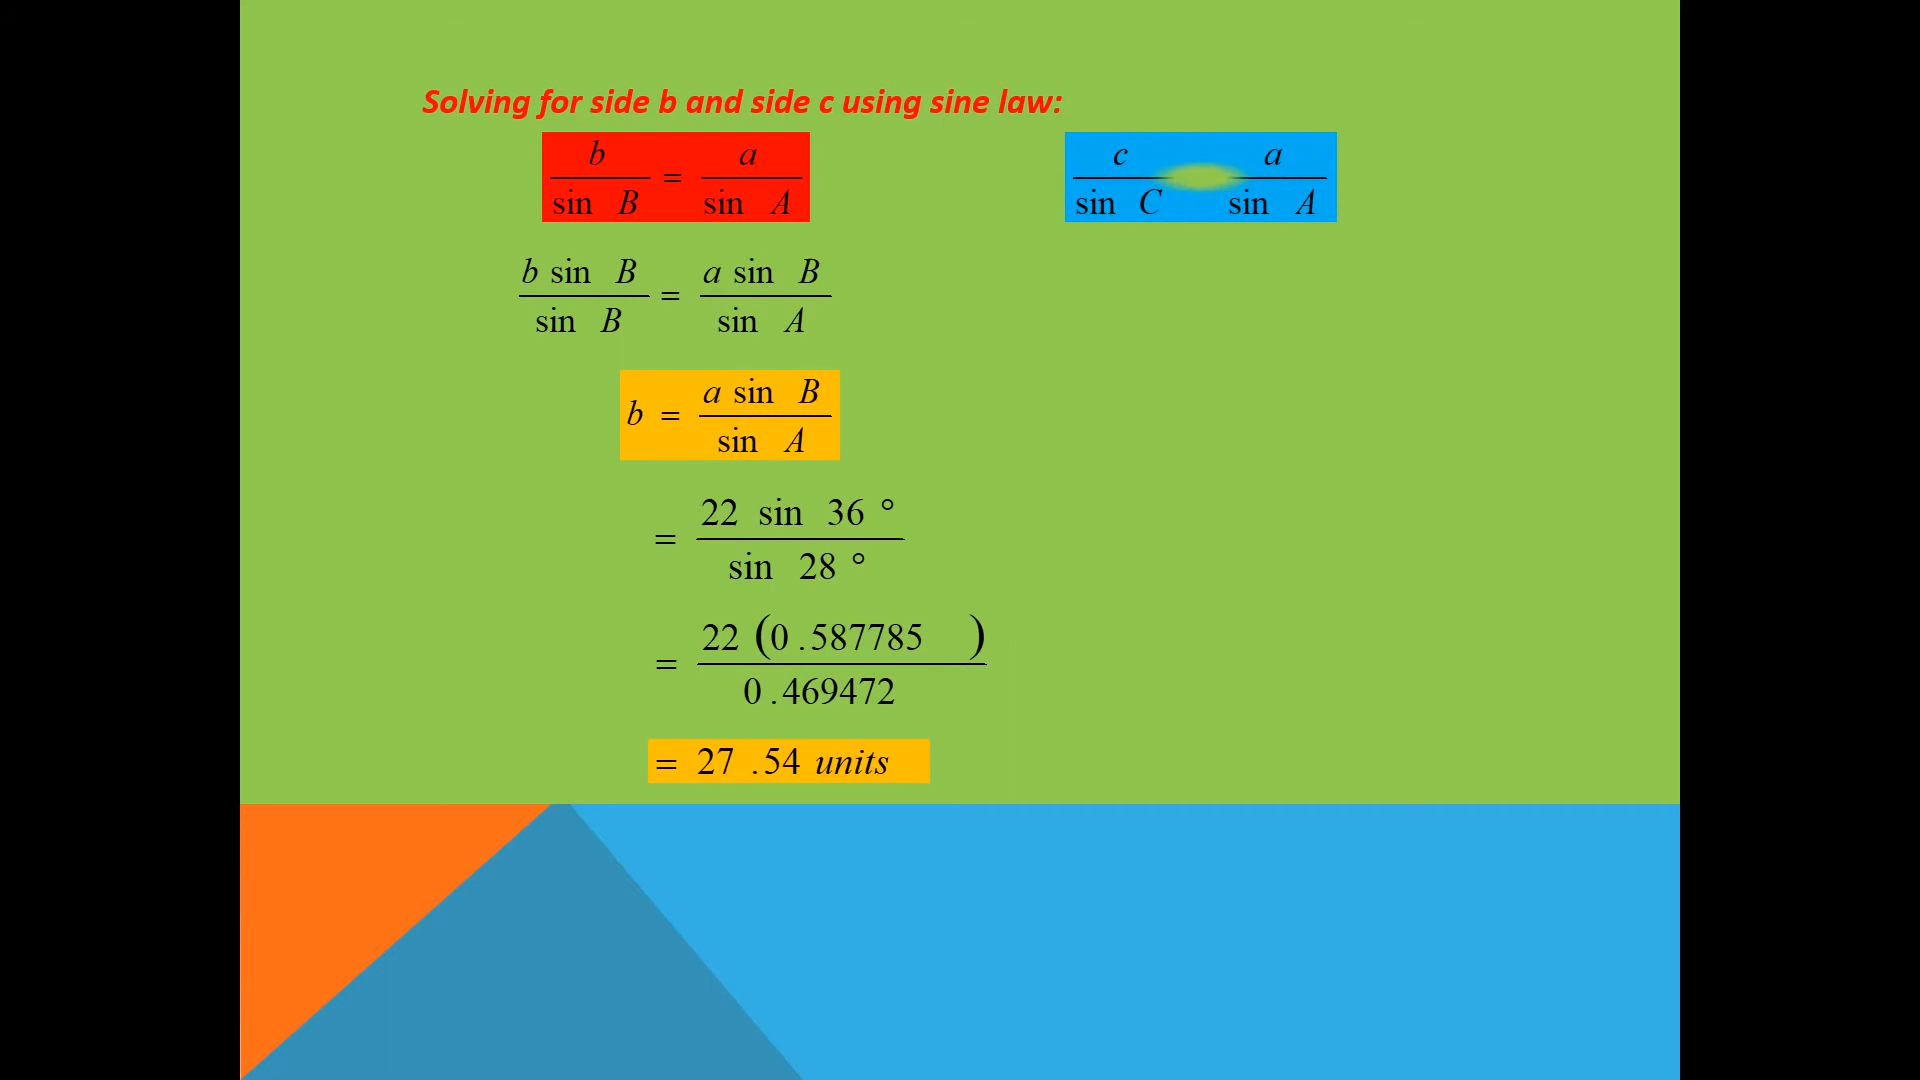 Solving for side b and side c using sine law:
b/sin B = a/sin A
c/sin C a/sin A
b sin B/sin B = a sin B/sin A
b = a sin B/sin A
= 22 sin 36°/sin 28°
= 22 (0.587785)/0.469472
= 27.54 units